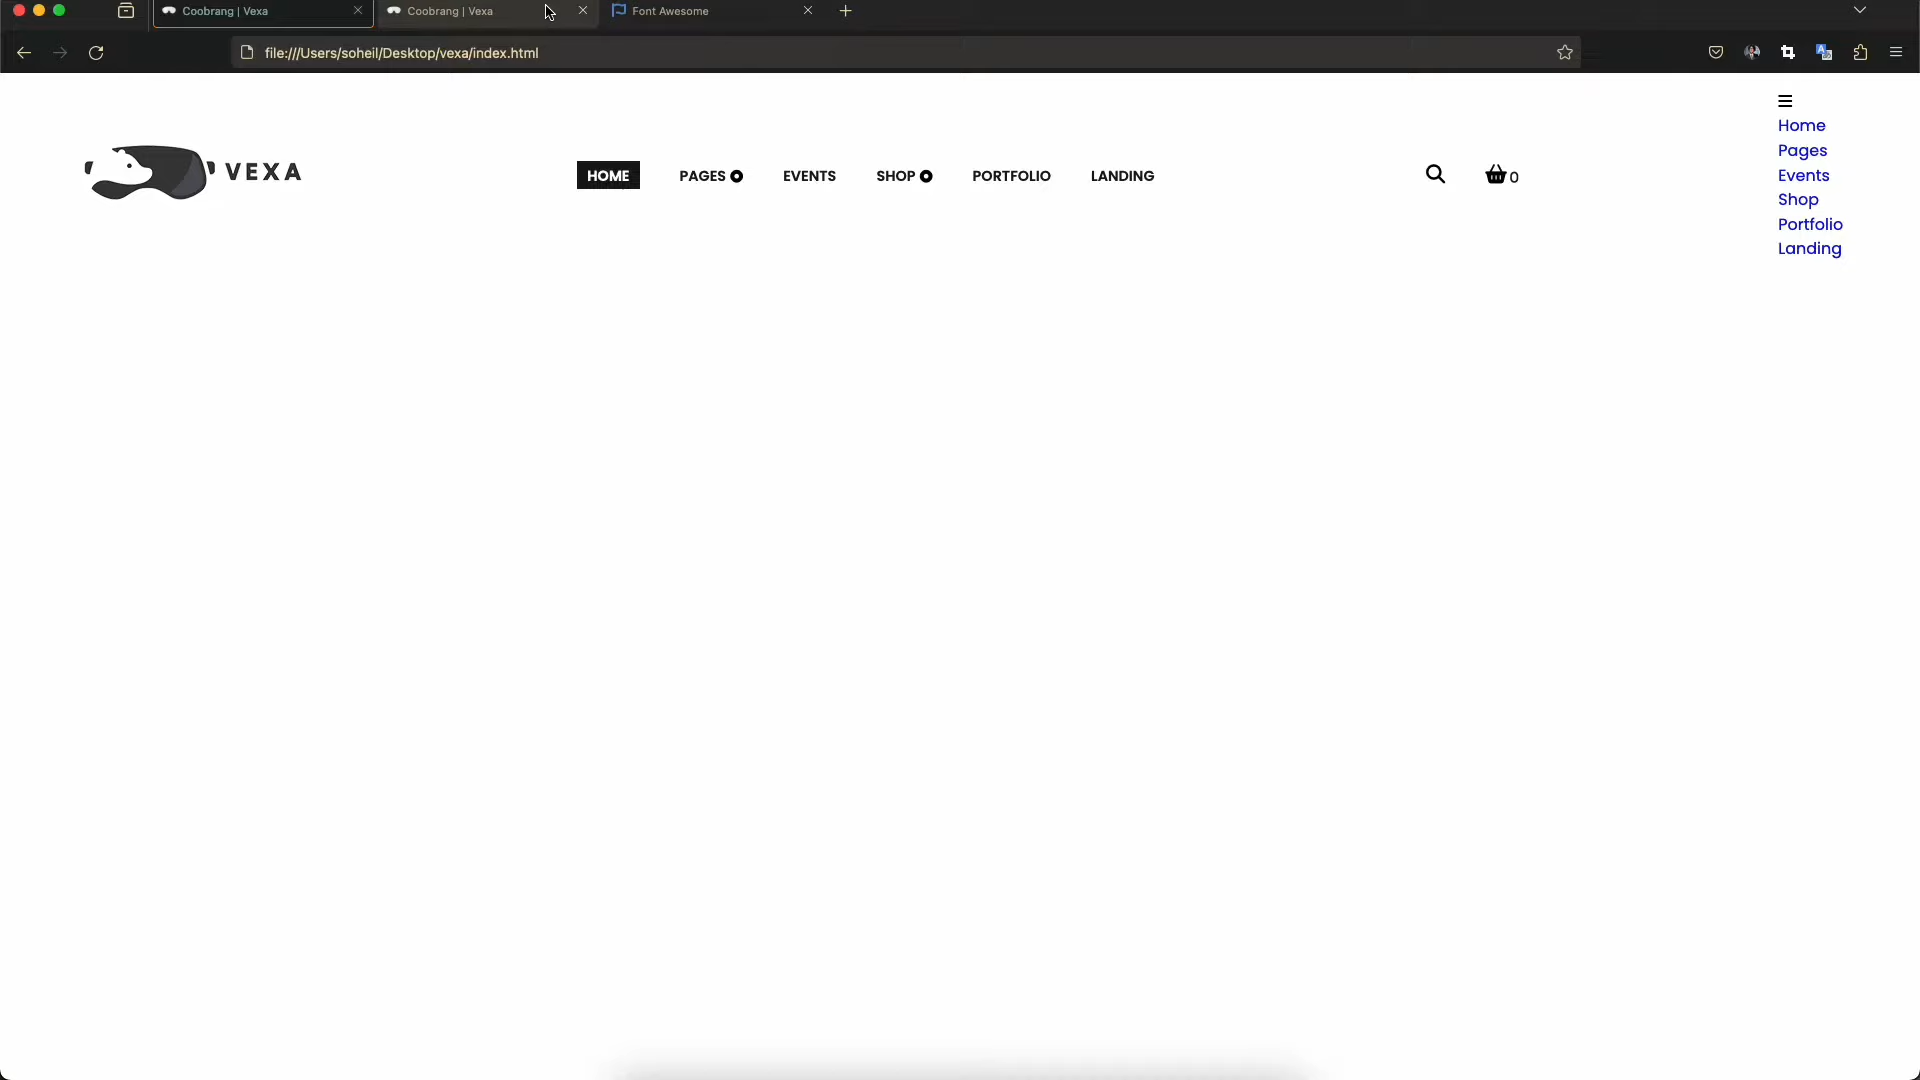 Coobrang | Vexa
Coobrang | Vexa
Font Awesome
file:///Users/soheil/Desktop/vexa/index.html
VEXA
HOME
PAGES
EVENTS
SHOP
PORTFOLIO
LANDING
0
Home
Pages
Events
Shop
Portfolio
Landing